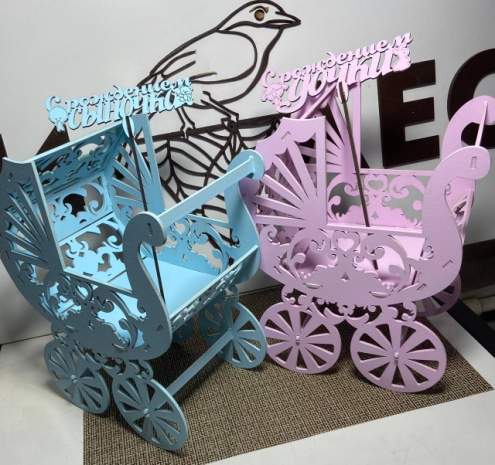 С рождением
сыночка
С рождением
дочки